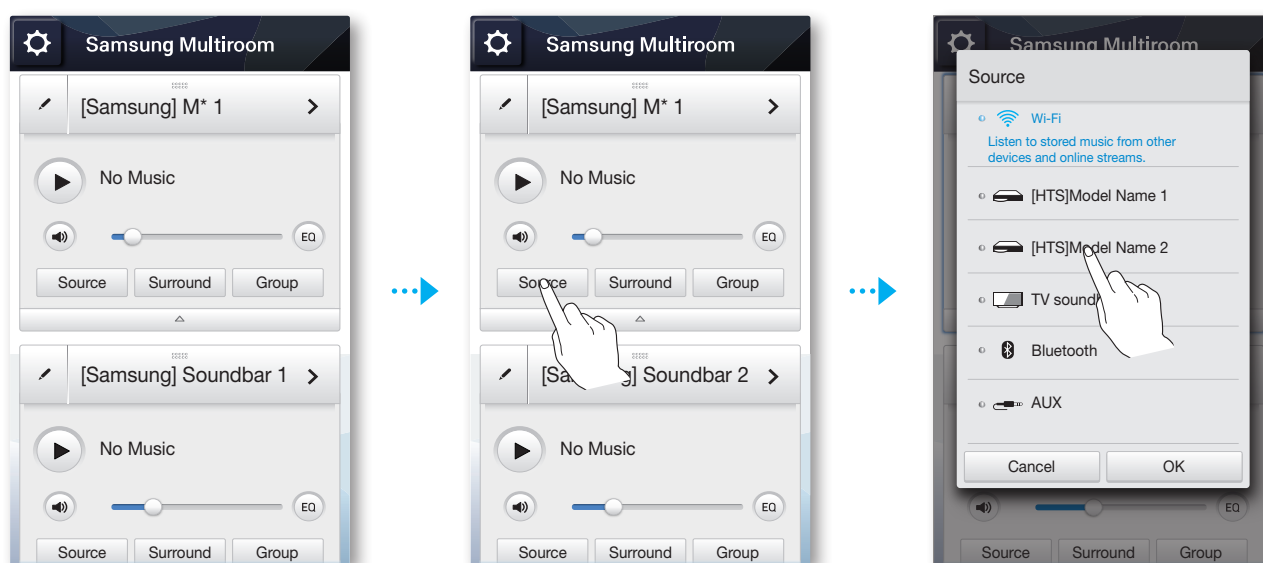 Samsung Multiroom
[Samsung] M* 1
No Music
EQ
Source Surround Group
[Samsung] Soundbar 1
No Music
EQ
Source Surround Group
Samsung Multiroom
[Samsung] M* 1
No Music
EQ
Source Surround Group
[Samsung] Soundbar 2
No Music
EQ
Source Surround Group
Samsung Multiroom
Source
Wi-Fi
Listen to stored music from other
devices and online streams.
[HTS]Model Name 1
[HTS]Model Name 2
TV
Bluetooth
AUX
Cancel OK
EQ
Source Surround Group